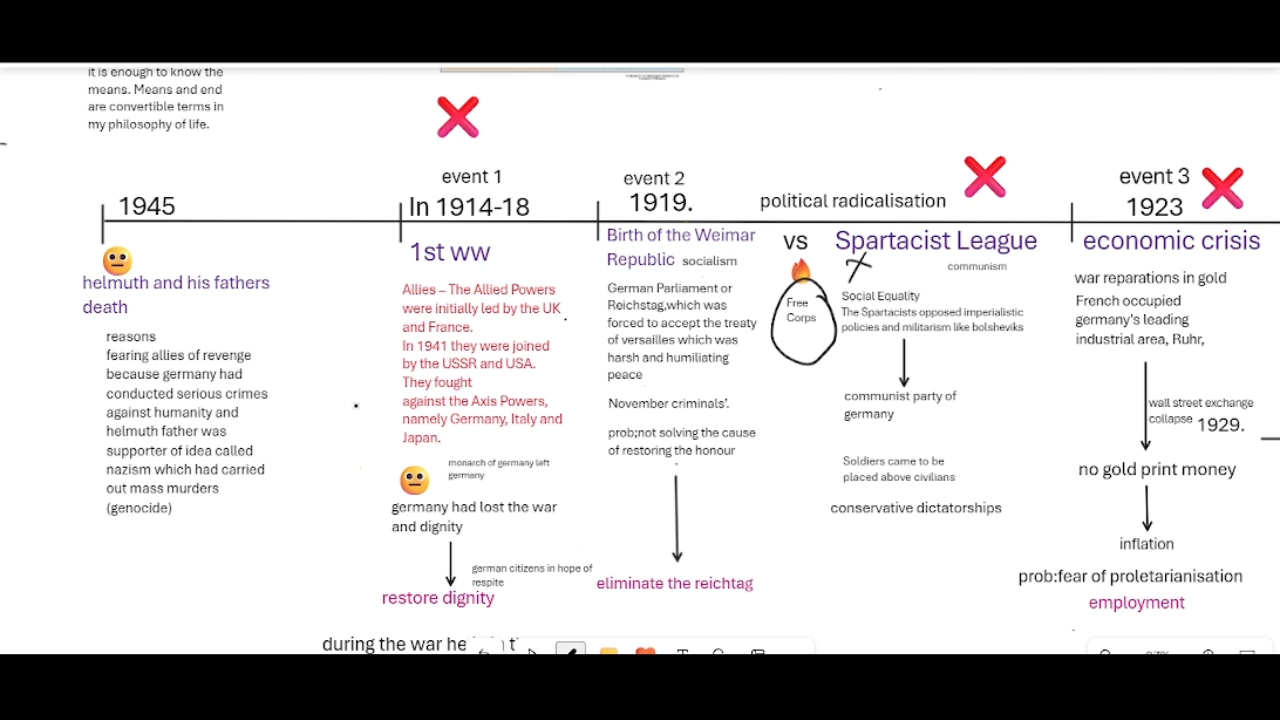 it is enough to know the
means. Means and end
are convertible terms in
my philosophy of life.
1945
helmuth and his fathers
death
reasons
fearing allies of revenge
because germany had
conducted serious crimes
against humanity and
helmuth father was
supporter of idea called
nazism which had carried
out mass murders
(genocide)
event 1
In 1914-18
1st ww
Allies – The Allied Powers
were initially led by the UK
and France.
In 1941 they were joined
by the USSR and USA.
They fought
against the Axis Powers,
namely Germany, Italy and
Japan.
monarch of germany left
germany
germany had lost the war
and dignity
german citizens in hope of
respite
restore dignity
during the war he
event 2
1919.
Birth of the Weimar
Republic socialism
German Parliament or
Reichstag,which was
forced to accept the treaty
of versailles which was
harsh and humiliating
peace
November criminals'.
prob;not solving the cause
of restoring the honour
eliminate the reichtag
political radicalisation
vs
Free
Corps
Spartacist League
communism
Social Equality
The Spartacists opposed imperialistic
policies and militarism like bolsheviks
communist party of
germany
Soldiers came to be
placed above civilians
conservative dictatorships
event 3
1923
economic crisis
war reparations in gold
French occupied
germany's leading
industrial area, Ruhr,
wall street exchange
collapse 1929.
no gold print money
inflation
prob:fear of proletarianisation
employment